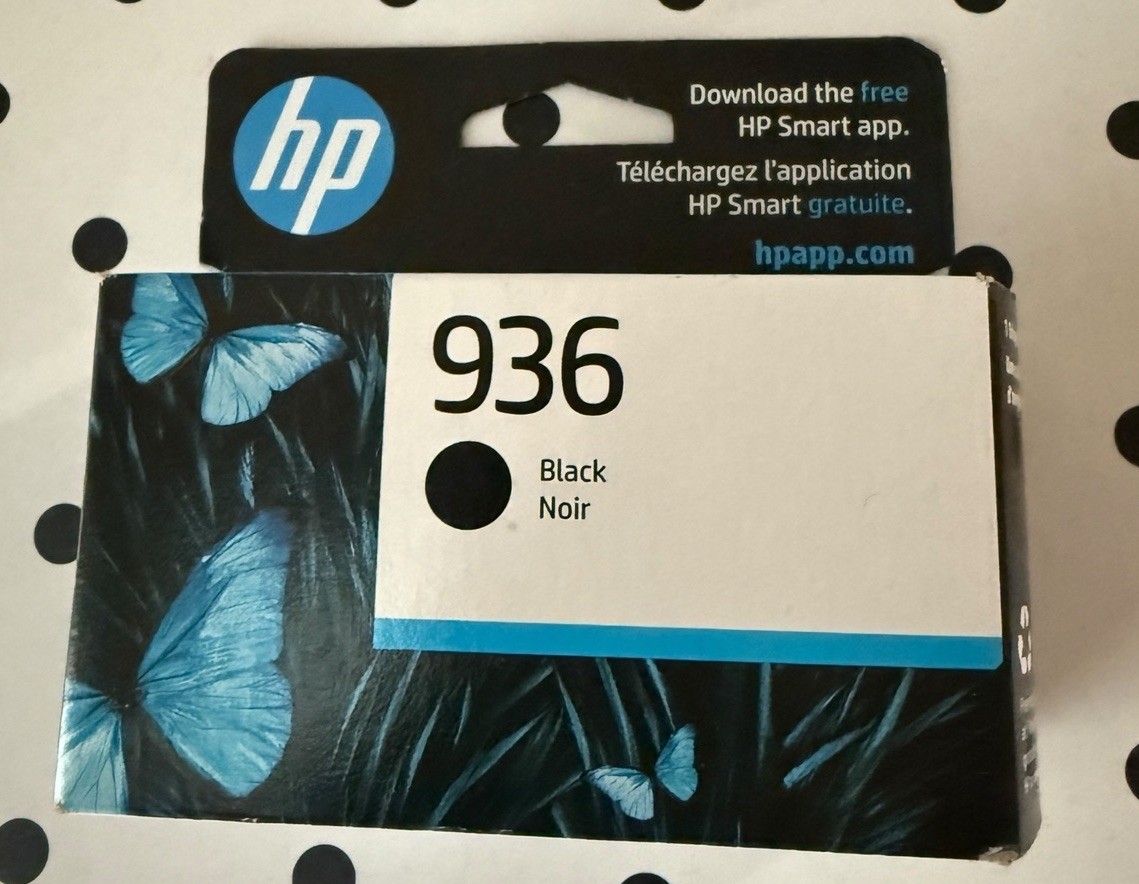 hp
Download the free
HP Smart app.
Téléchargez l'application
HP Smart gratuite.
hpapp.com
936
Black
Noir